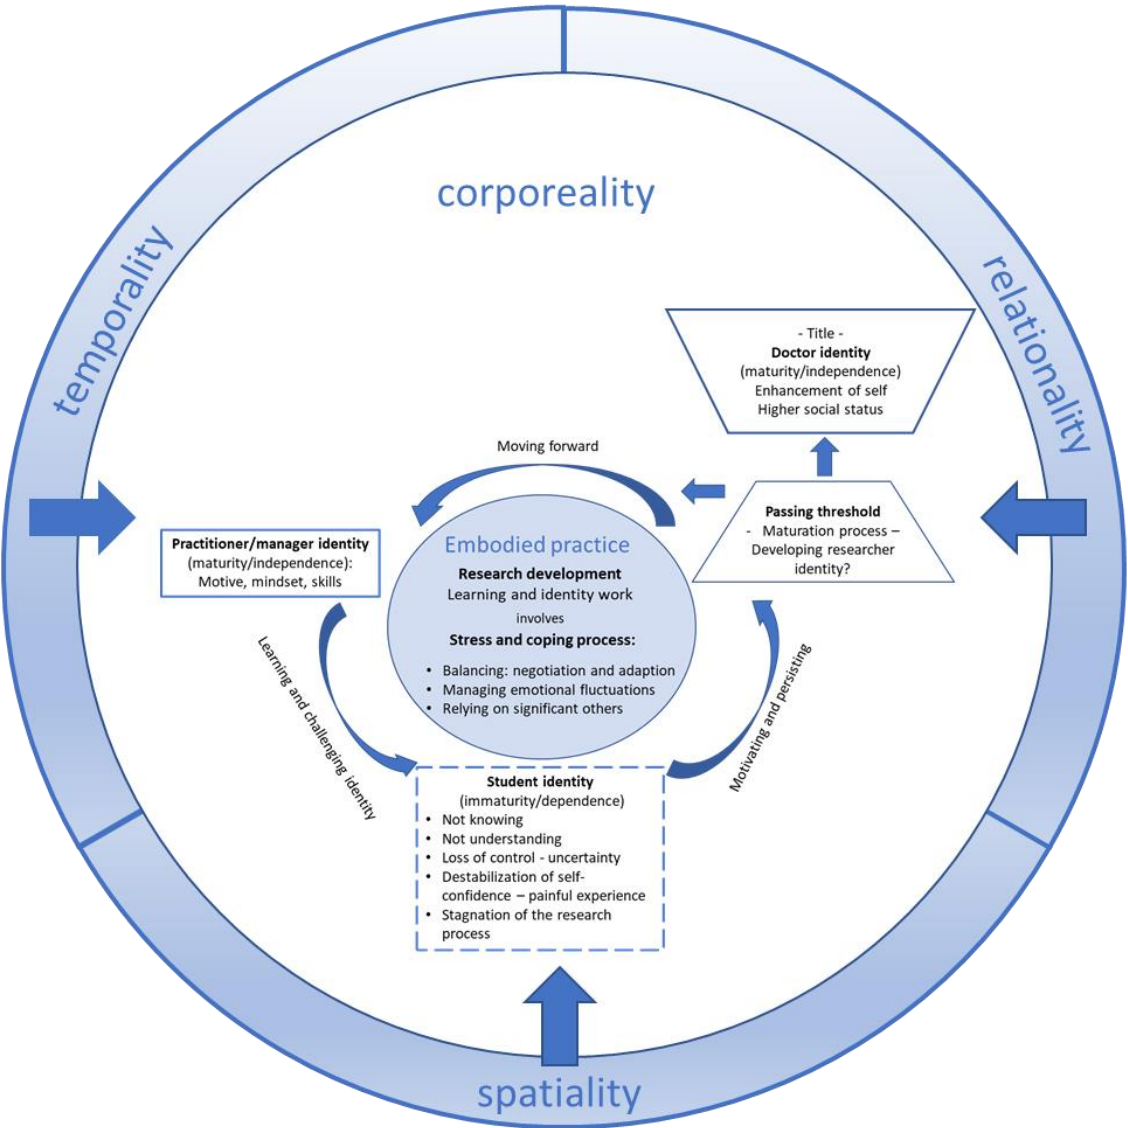 corporeality
temporality
relationality
- Title -
Doctor identity
(maturity/independence)
Enhancement of self
Higher social status
Moving forward
Passing threshold
- Maturation process –
Developing researcher
identity?
Practitioner/manager identity
(maturity/independence):
Motive, mindset, skills
Embodied practice
Research development
Learning and identity work
involves
Stress and coping process:
• Balancing: negotiation and adaption
• Managing emotional fluctuations
• Relying on significant others
Learning and challenging identity
Motivating and persisting
Student identity
(immaturity/dependence)
• Not knowing
• Not understanding
• Loss of control - uncertainty
• Destabilization of self-
confidence – painful experience
• Stagnation of the research
process
spatiality